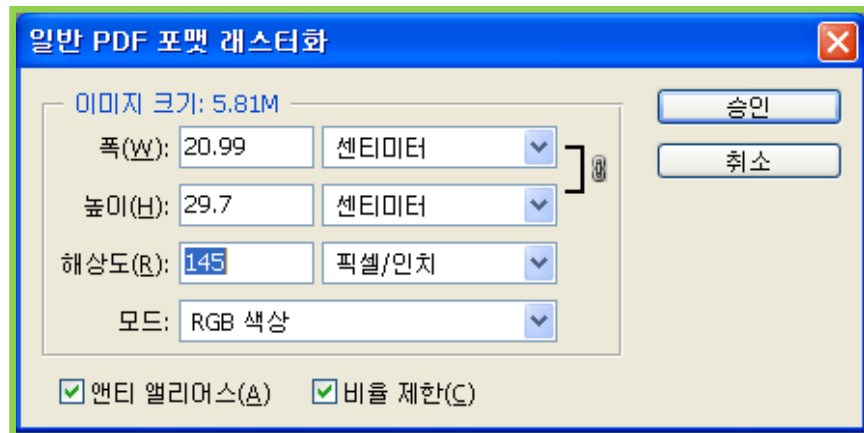 일반 PDF 포맷 래스터화
이미지 크기: 5.81M
승인
폭(W): 20.99 센티미터
취소
높이(H): 29.7 센티미터
해상도(R): 145 픽셀/인치
모드: RGB 색상
앤티 앨리어스(A) 비율 제한(C)